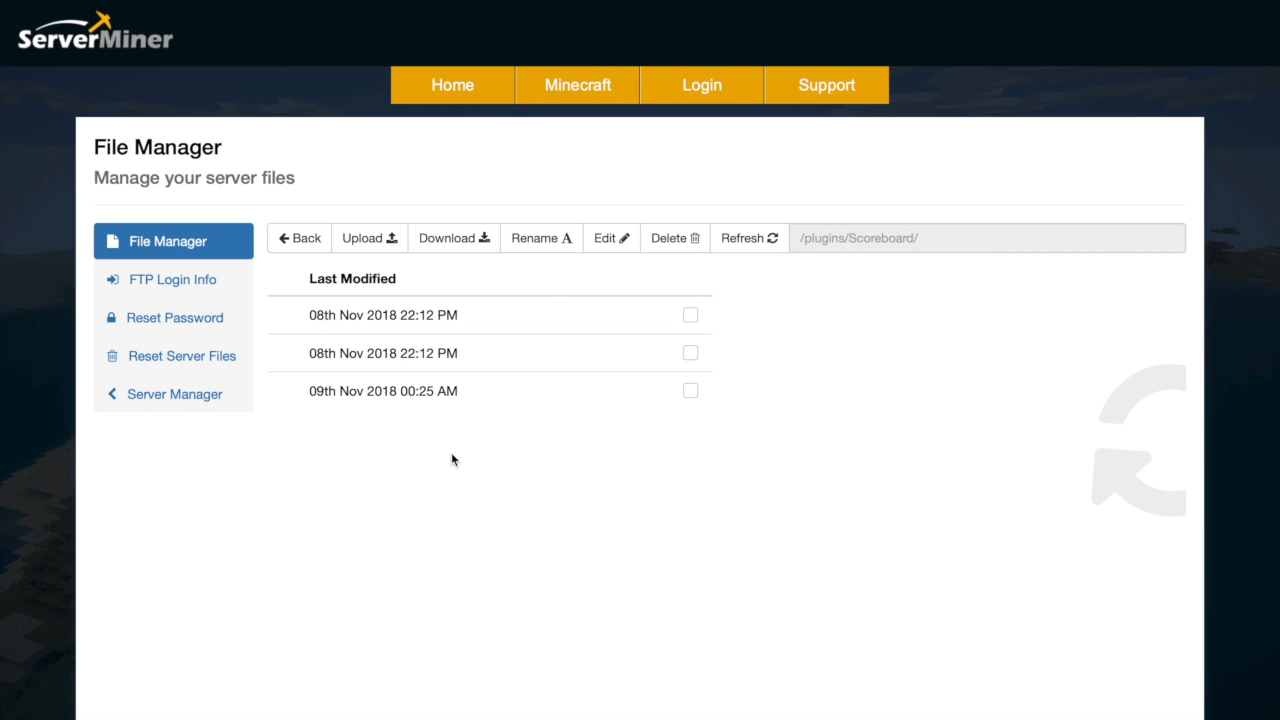 ServerMiner
Home Minecraft Login Support
File Manager
Manage your server files
File Manager
FTP Login Info
Reset Password
Reset Server Files
Server Manager
Back Upload Download Rename Edit Delete Refresh /plugins/Scoreboard/
Last Modified
08th Nov 2018 22:12 PM
08th Nov 2018 22:12 PM
09th Nov 2018 00:25 AM